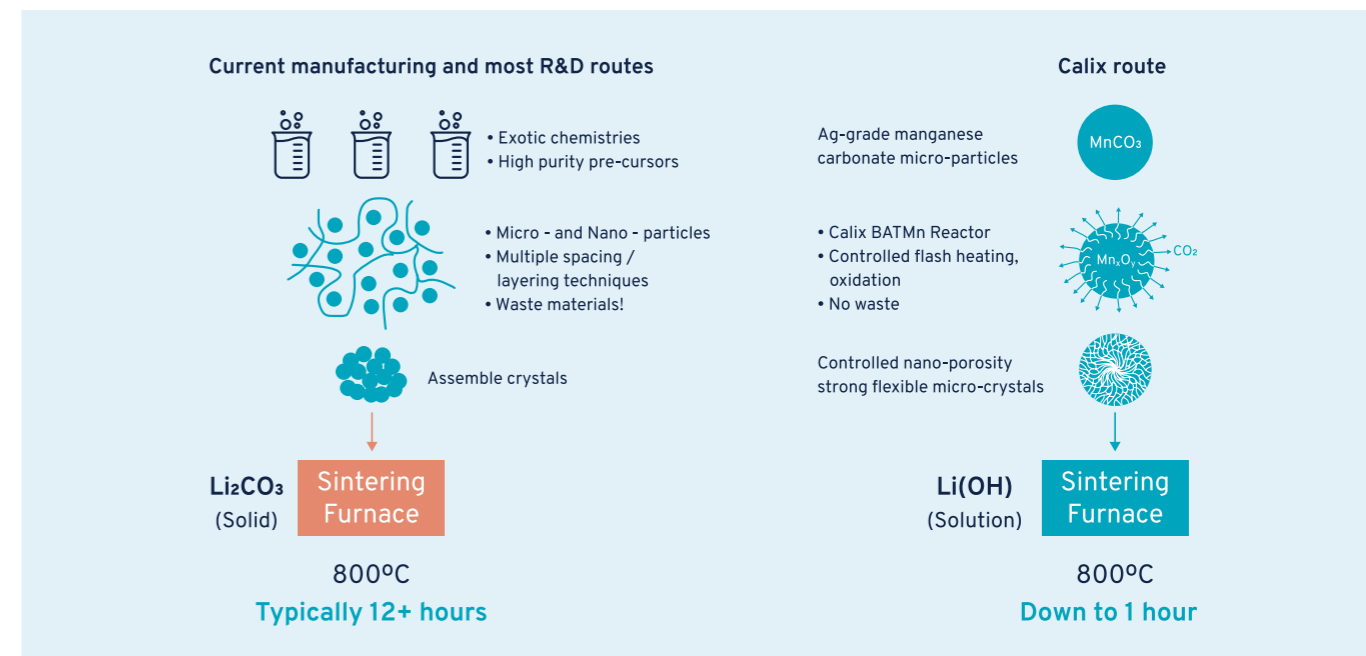 Current manufacturing and most R&D routes
• Exotic chemistries
• High purity pre-cursors
• Micro - and Nano - particles
• Multiple spacing /
layering techniques
• Waste materials!
Assemble crystals
Li₂CO₃
(Solid)
Sintering
Furnace
800ºC
Typically 12+ hours
Calix route
Ag-grade manganese
carbonate micro-particles
MnCO₃
• Calix BATMn Reactor
• Controlled flash heating,
oxidation
• No waste
MnₓOᵧ
CO₂
Controlled nano-porosity
strong flexible micro-crystals
Li(OH)
(Solution)
Sintering
Furnace
800ºC
Down to 1 hour